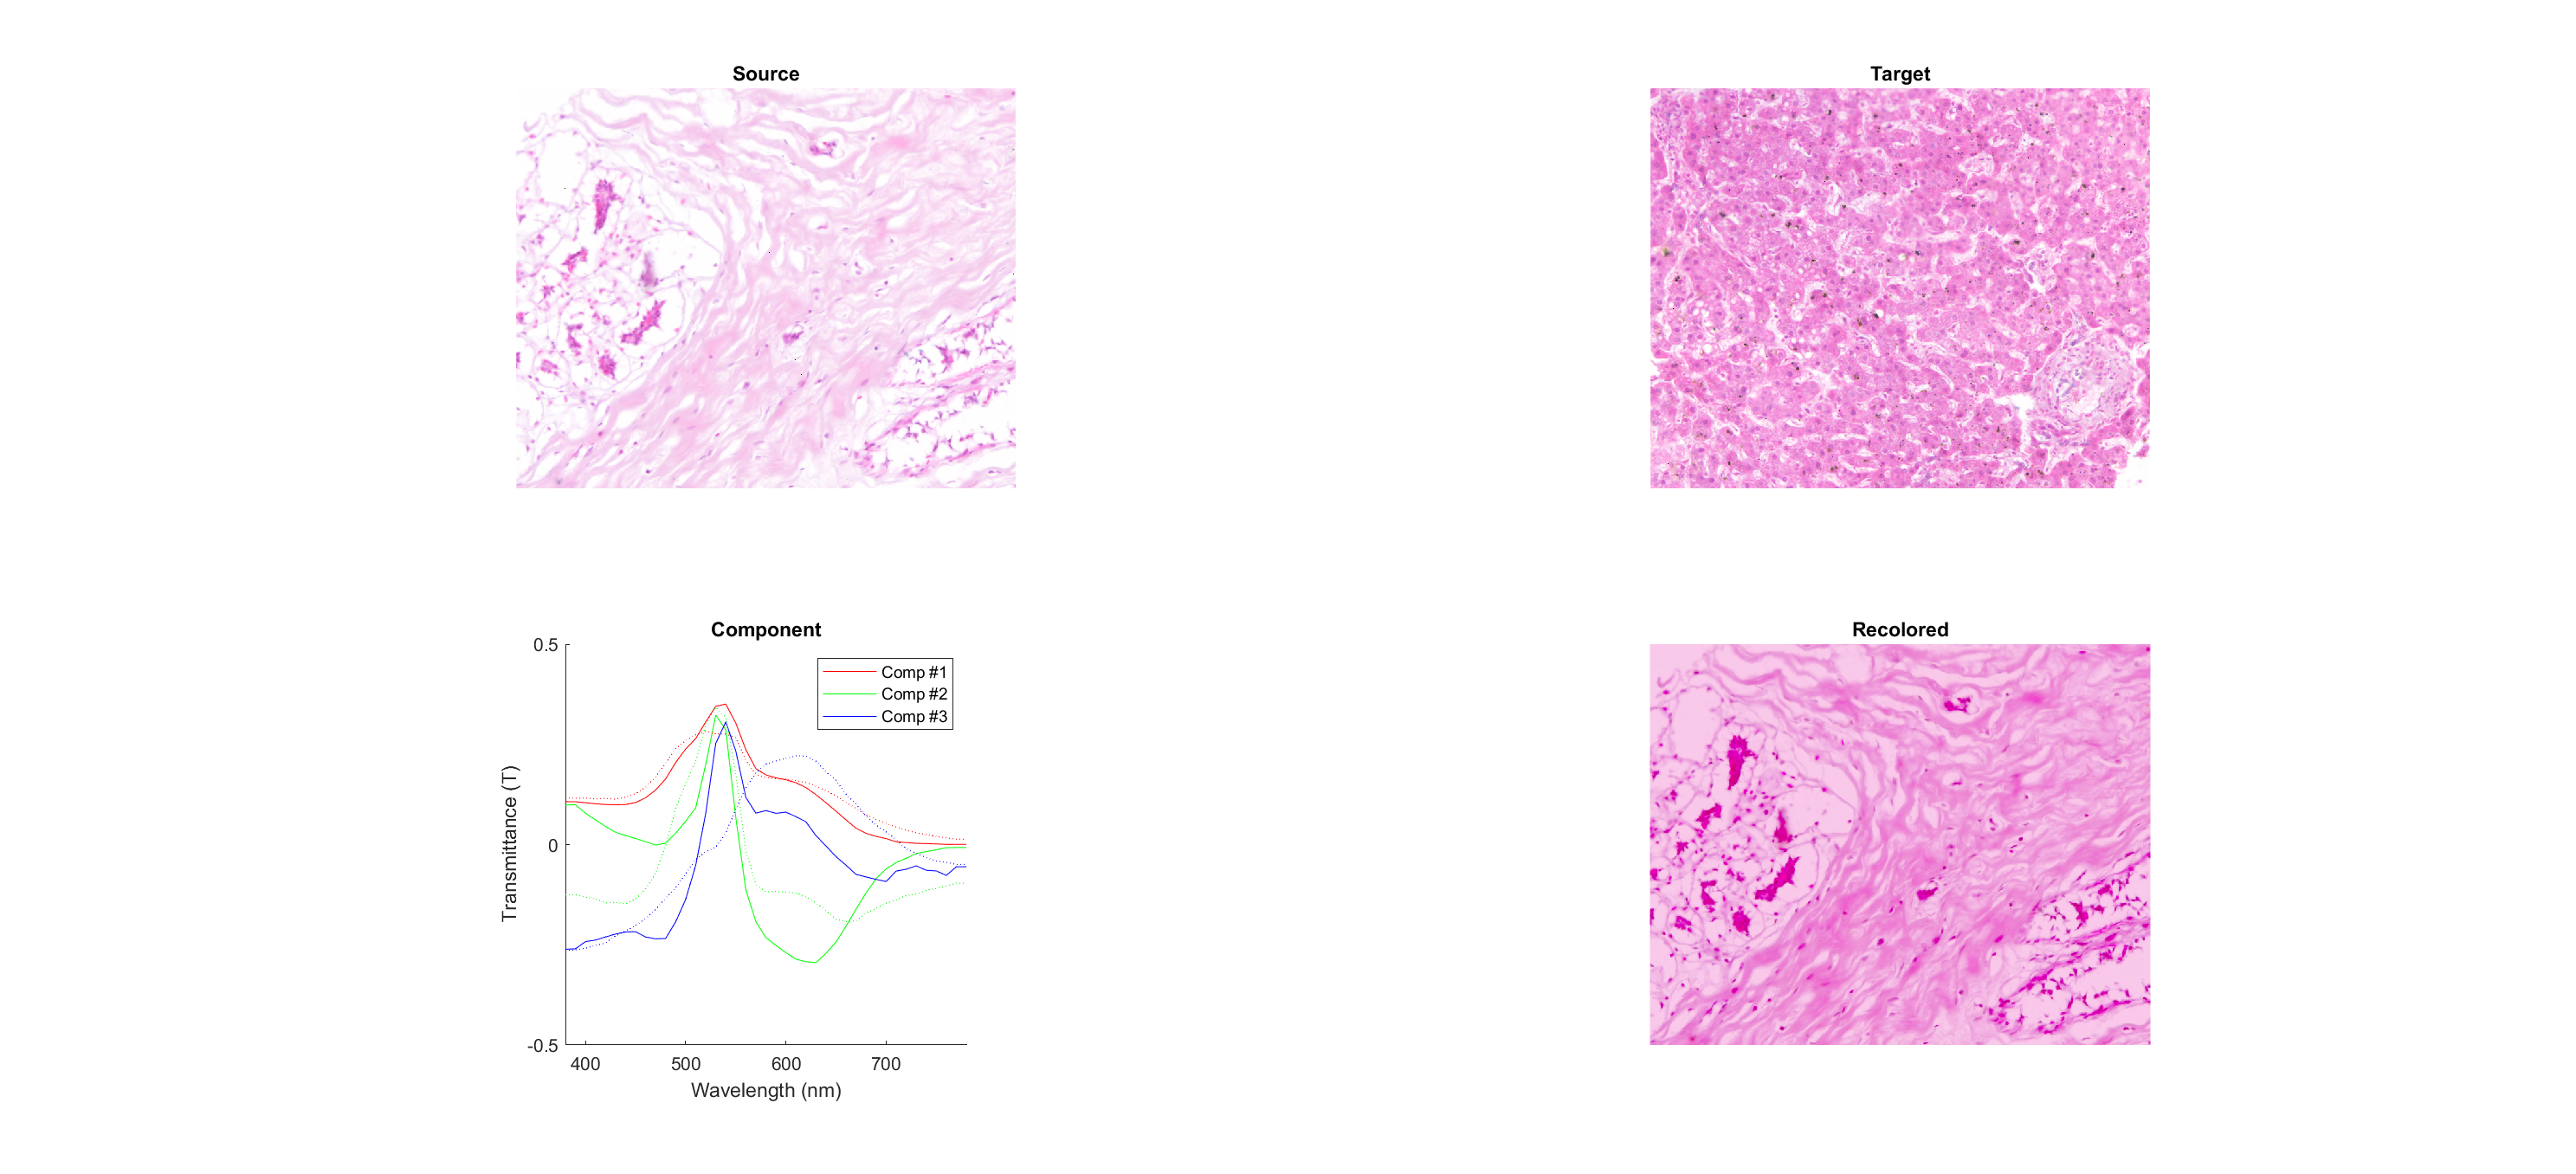 Source
Target
Component
0.5
0
-0.5
Transmittance (T)
Comp #1
Comp #2
Comp #3
400 500 600 700
Wavelength (nm)
Recolored